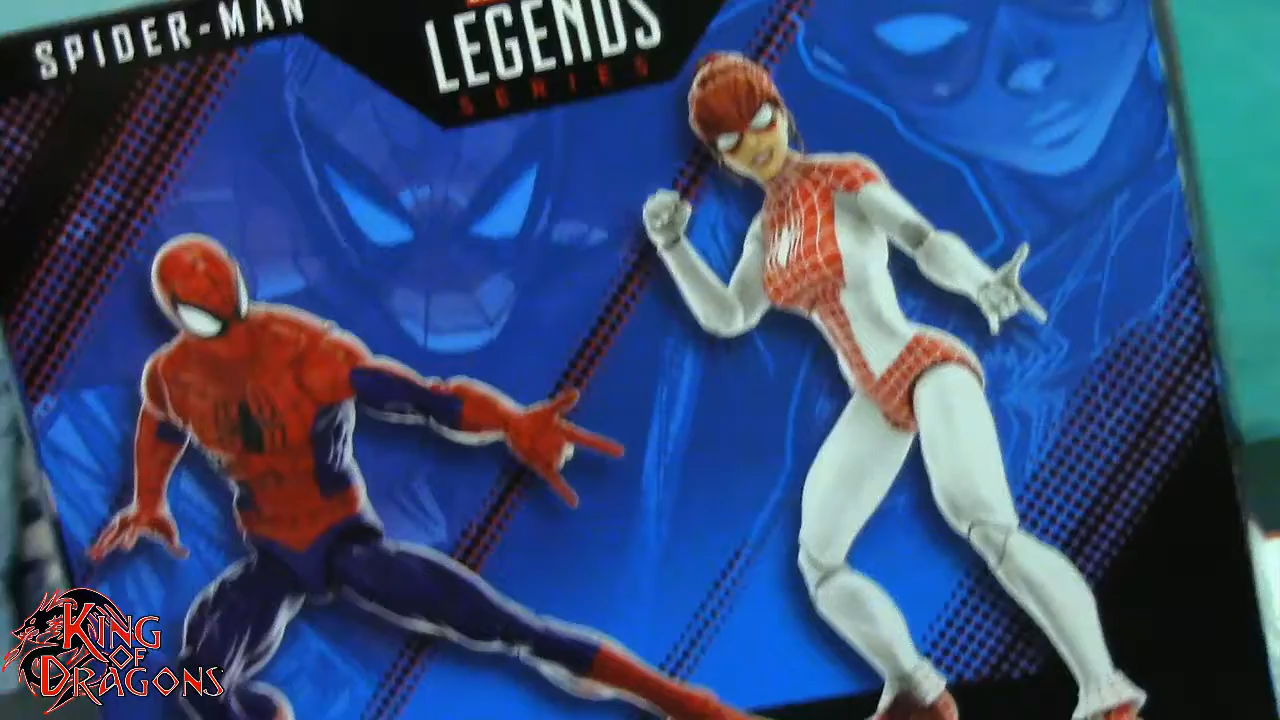 SPIDER-MAN
LEGENDS
SERIES
KING
OF
DRAGONS